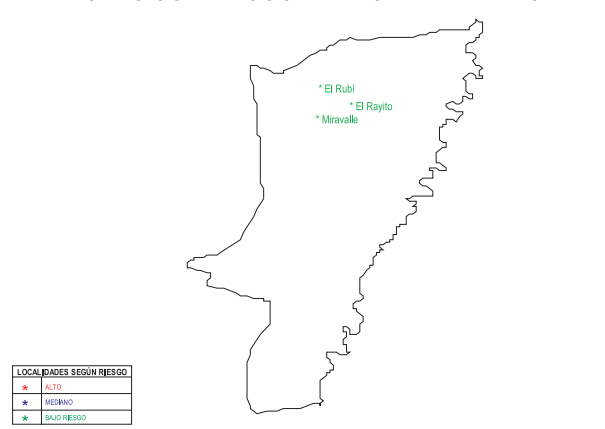 * El Rubí
* El Rayito
* Miravalle
LOCALIDADES SEGÚN RIESGO
* ALTO
* MEDIANO
* BAJO RIESGO